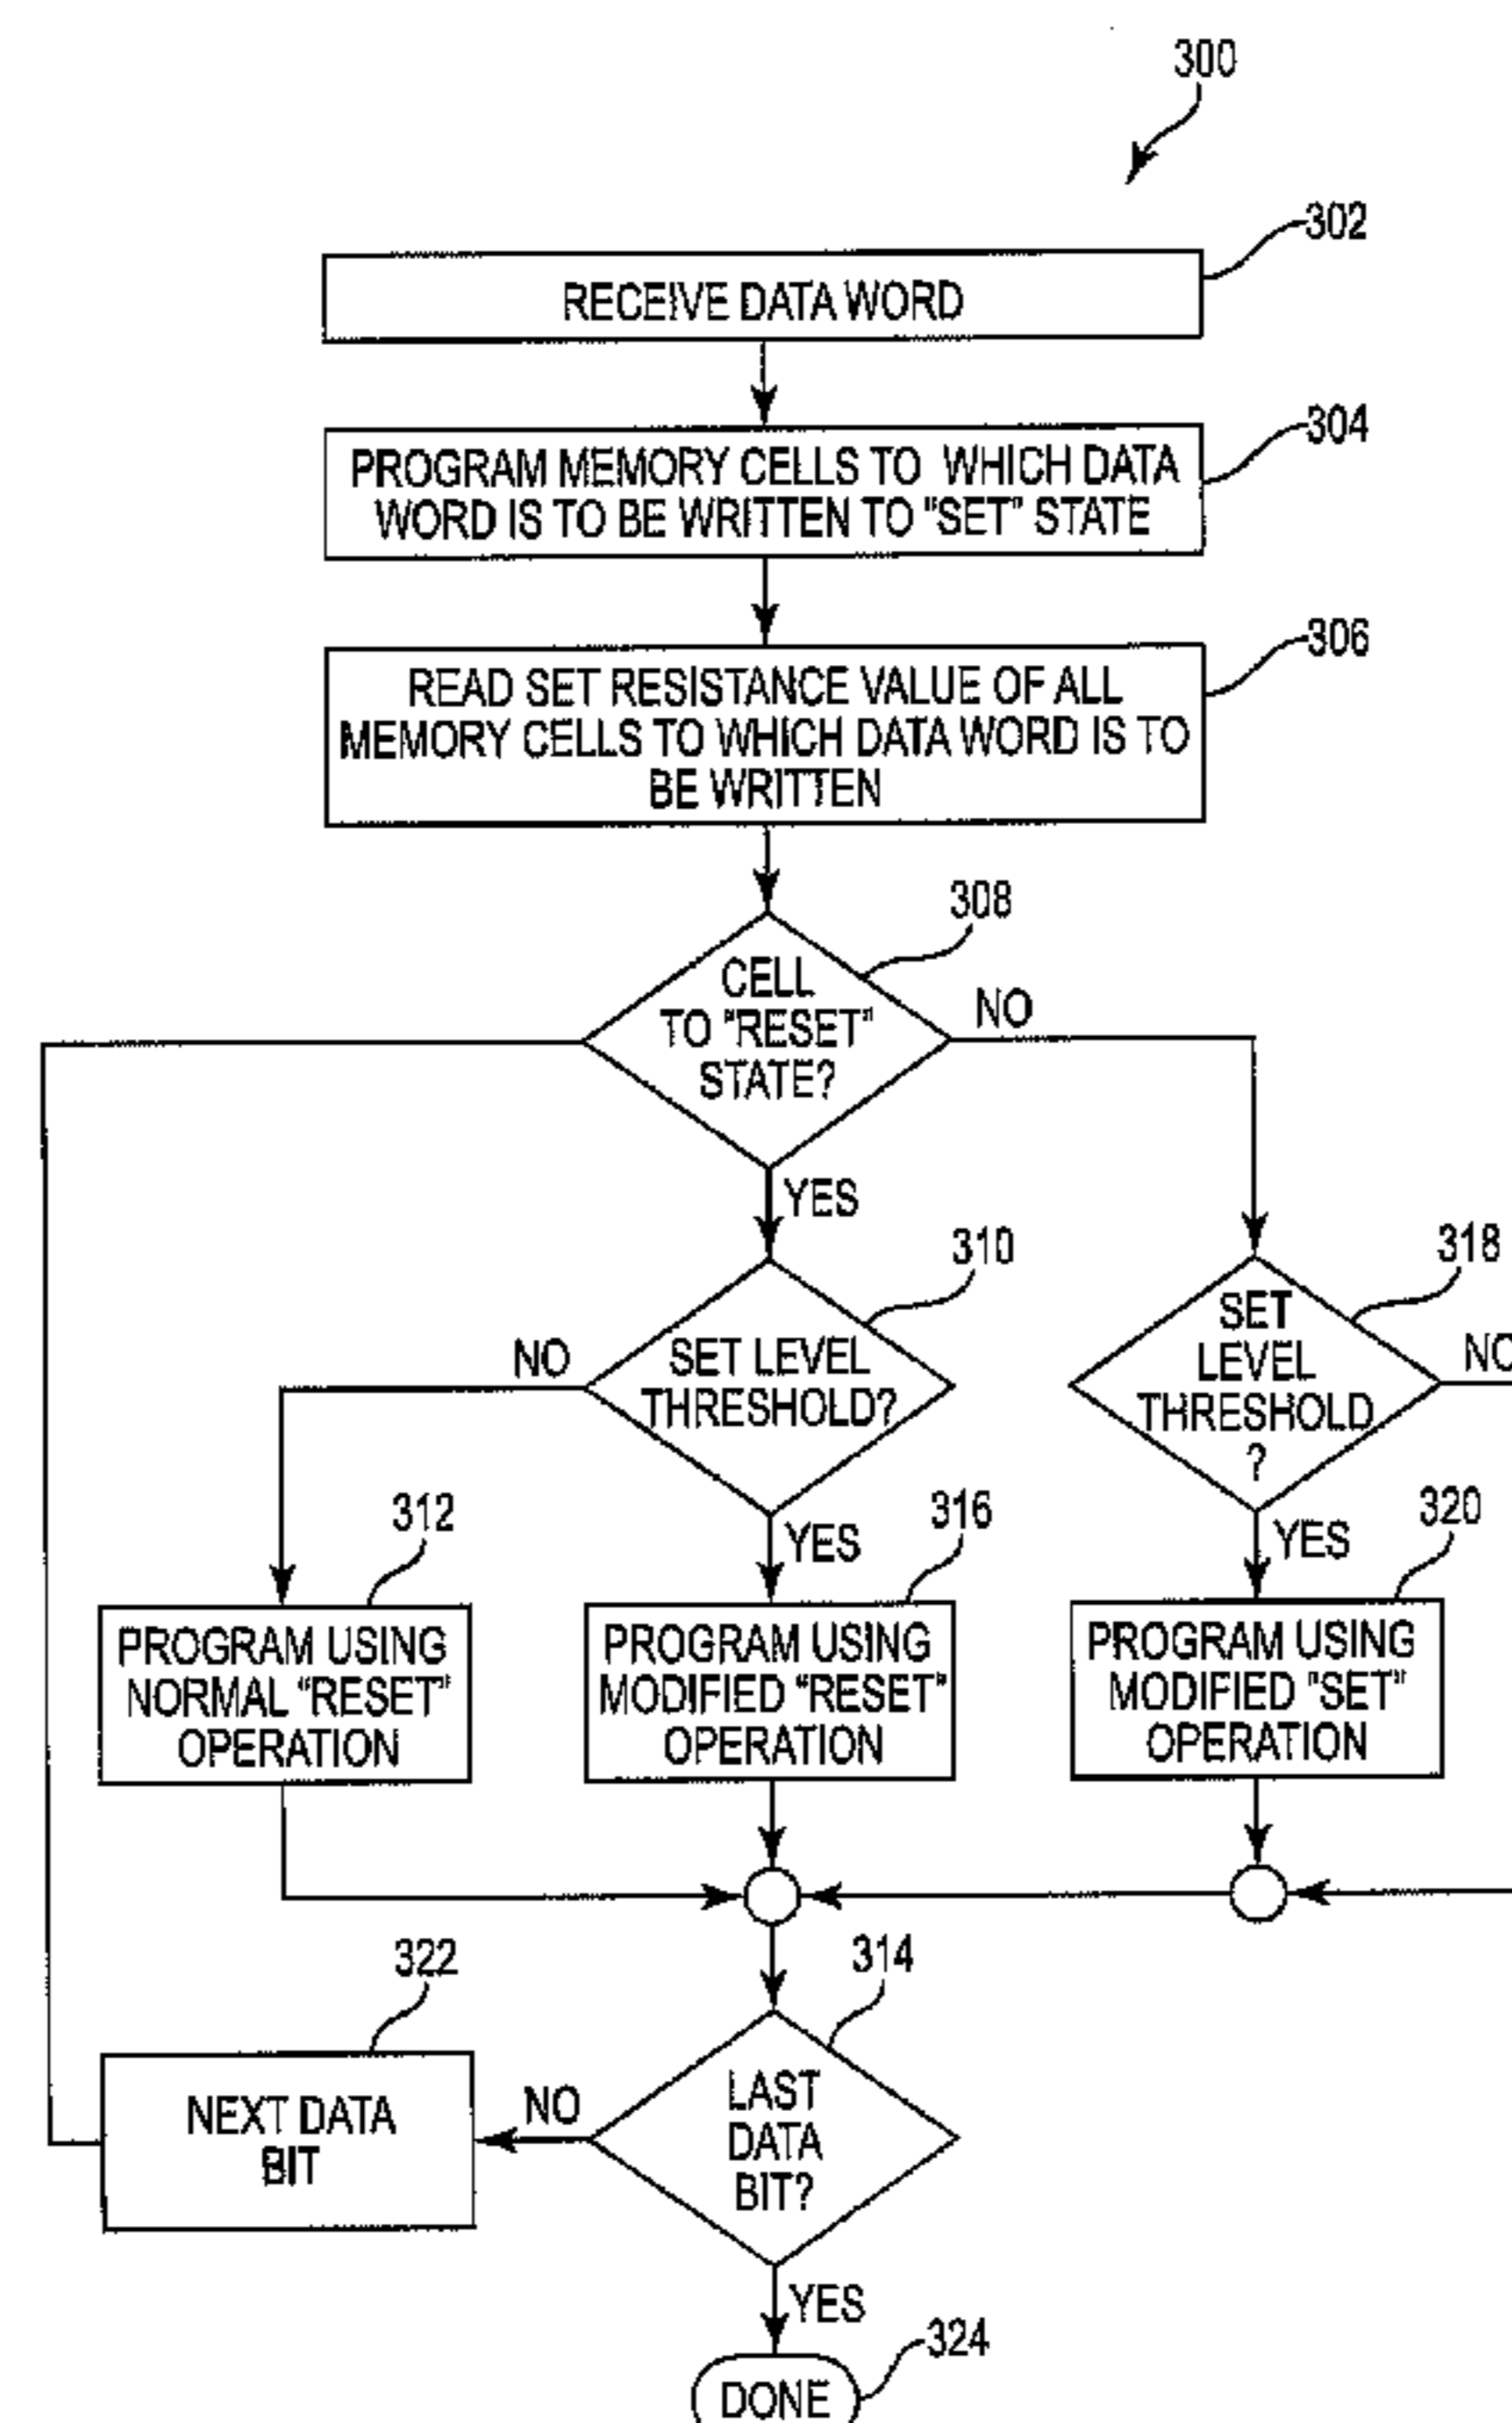 300
302
RECEIVE DATA WORD
304
PROGRAM MEMORY CELLS TO WHICH DATA
WORD IS TO BE WRITTEN TO "SET" STATE
306
READ SET RESISTANCE VALUE OF ALL
MEMORY CELLS TO WHICH DATA WORD IS TO
BE WRITTEN
308
CELL
TO "RESET"
STATE?
NO
YES
310
SET LEVEL
THRESHOLD?
NO
YES
318
SET
LEVEL
THRESHOLD
?
NO
YES
312
PROGRAM USING
NORMAL "RESET"
OPERATION
316
PROGRAM USING
MODIFIED "RESET"
OPERATION
320
PROGRAM USING
MODIFIED "SET"
OPERATION
314
LAST
DATA
BIT?
NO
322
NEXT DATA
BIT
YES
324
DONE